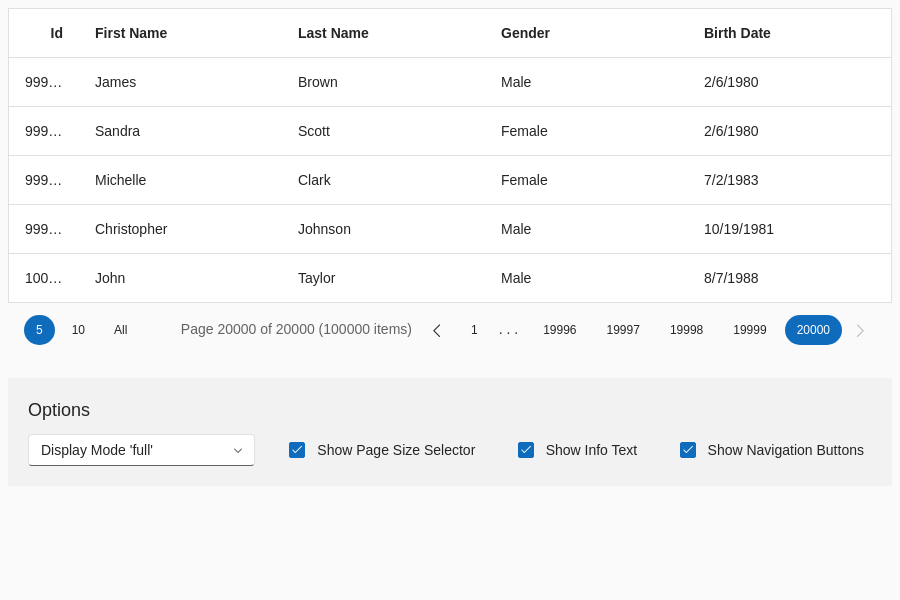 Id First Name Last Name Gender Birth Date
999… James Brown Male 2/6/1980
999… Sandra Scott Female 2/6/1980
999… Michelle Clark Female 7/2/1983
999… Christopher Johnson Male 10/19/1981
100… John Taylor Male 8/7/1988
5 10 All Page 20000 of 20000 (100000 items) 1 . . . 19996 19997 19998 19999 20000
Options
Display Mode 'full' Show Page Size Selector Show Info Text Show Navigation Buttons